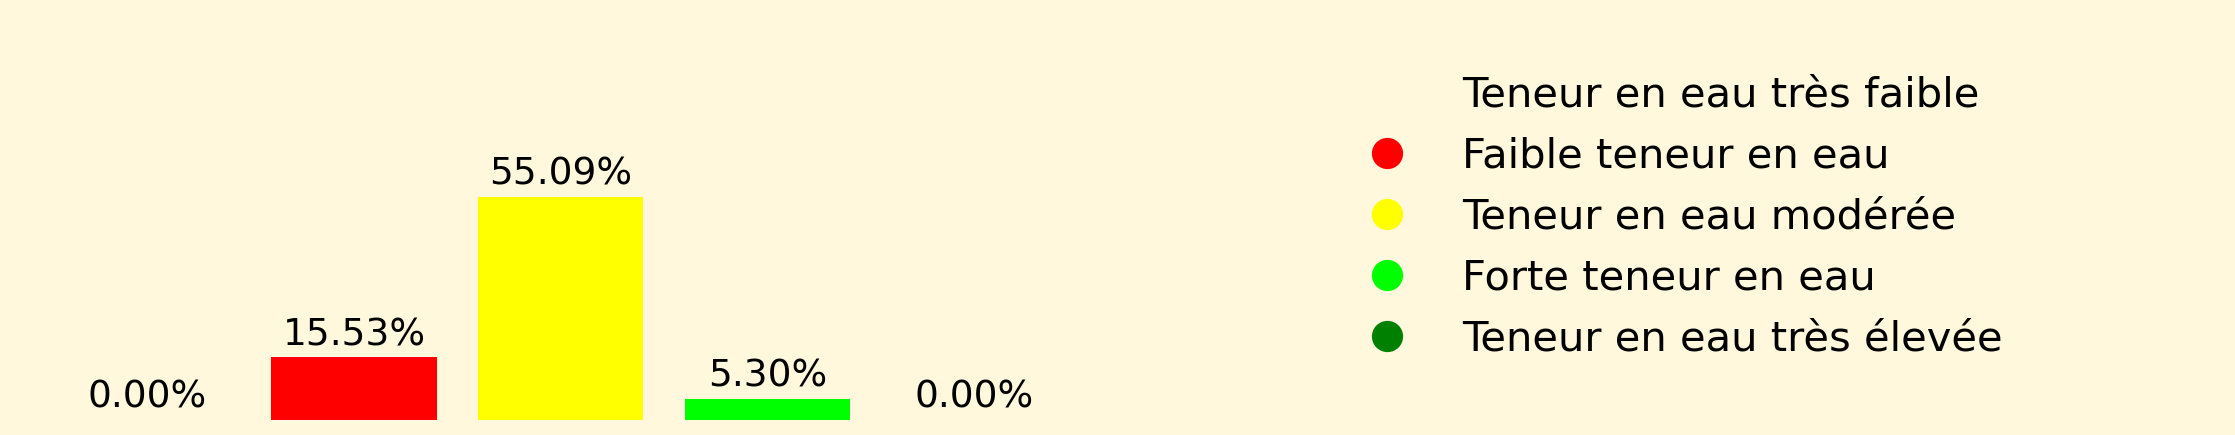 0.00%
15.53%
55.09%
5.30%
0.00%
Teneur en eau très faible
Faible teneur en eau
Teneur en eau modérée
Forte teneur en eau
Teneur en eau très élevée